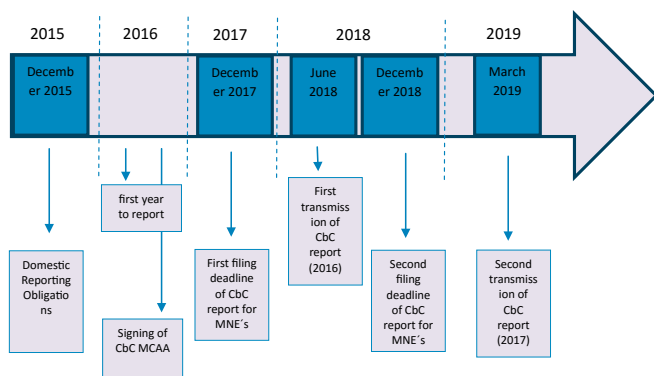 2015
2016
2017
2018
2019
Decemb
er 2015
Decemb
er 2017
June
2018
Decemb
er 2018
March
2019
first year
to report
First
transmiss
ion of
CbC
report
(2016)
Domestic
Reporting
Obligatio
ns
Signing of
CbC MCAA
First filing
deadline
of CbC
report for
MNE´s
Second
filing
deadline
of CbC
report for
MNE´s
Second
transmiss
ion of
CbC
report
(2017)